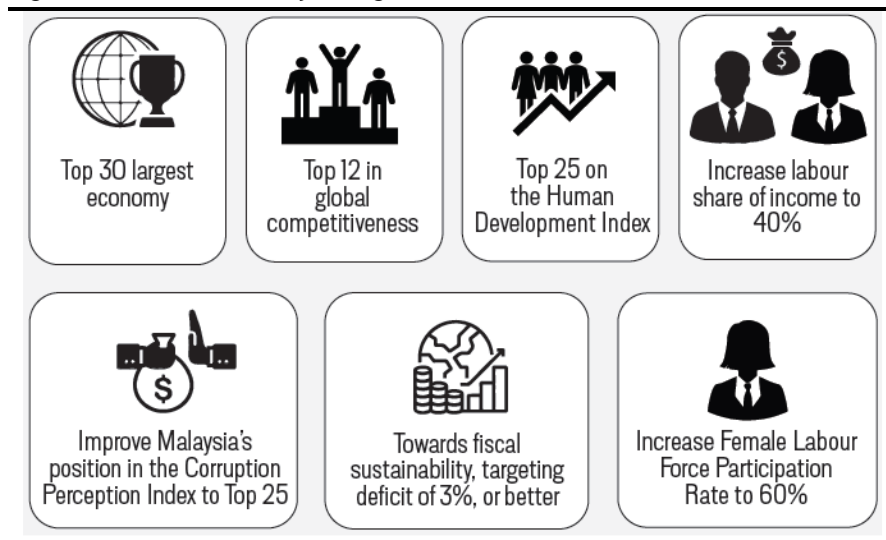 Top 30 largest
economy
Top 12 in
global
competitiveness
Top 25 on
the Human
Development Index
$
Increase labour
share of income to
40%
$
Improve Malaysia's
position in the Corruption
Perception Index to Top 25
Towards fiscal
sustainability, targeting
deficit of 3%, or better
Increase Female Labour
Force Participation
Rate to 60%